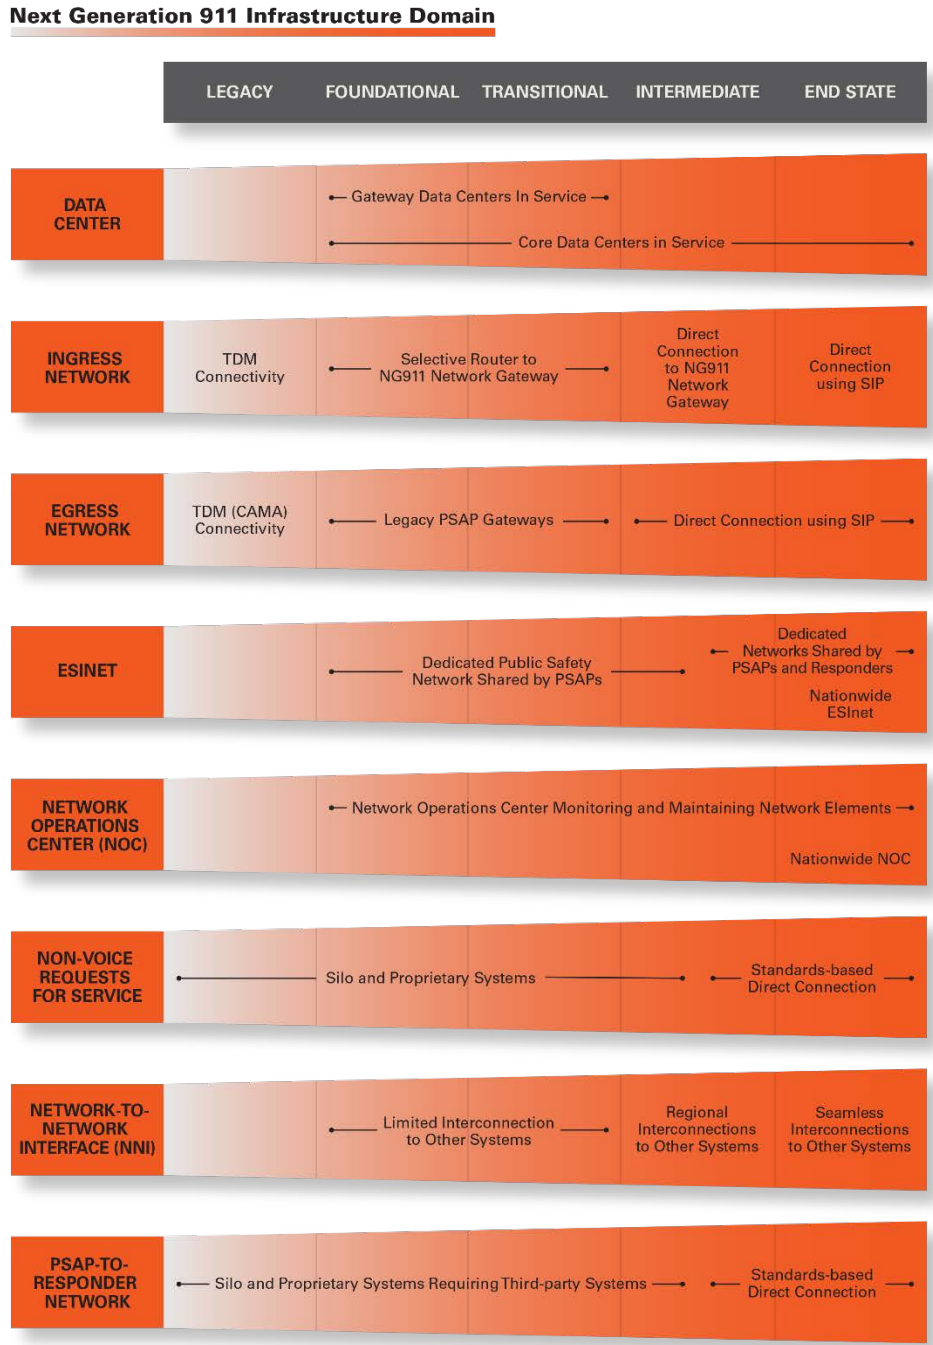 Next Generation 911 Infrastructure Domain
LEGACY FOUNDATIONAL TRANSITIONAL INTERMEDIATE END STATE
DATA
CENTER
Gateway Data Centers In Service
Core Data Centers in Service
INGRESS
NETWORK
TDM
Connectivity
Selective Router to
NG911 Network Gateway
Direct
Connection
to NG911
Network
Gateway
Direct
Connection
using SIP
EGRESS
NETWORK
TDM (CAMA)
Connectivity
Legacy PSAP Gateways
Direct Connection using SIP
ESINET
Dedicated Public Safety
Network Shared by PSAPs
Dedicated
Networks Shared by
PSAPs and Responders
Nationwide
ESInet
NETWORK
OPERATIONS
CENTER (NOC)
Network Operations Center Monitoring and Maintaining Network Elements
Nationwide NOC
NON-VOICE
REQUESTS
FOR SERVICE
Silo and Proprietary Systems
Standards-based
Direct Connection
NETWORK-TO-
NETWORK
INTERFACE (NNI)
Limited Interconnection
to Other Systems
Regional
Interconnections
to Other Systems
Seamless
Interconnections
to Other Systems
PSAP-TO-
RESPONDER
NETWORK
Silo and Proprietary Systems Requiring Third-party Systems
Standards-based
Direct Connection